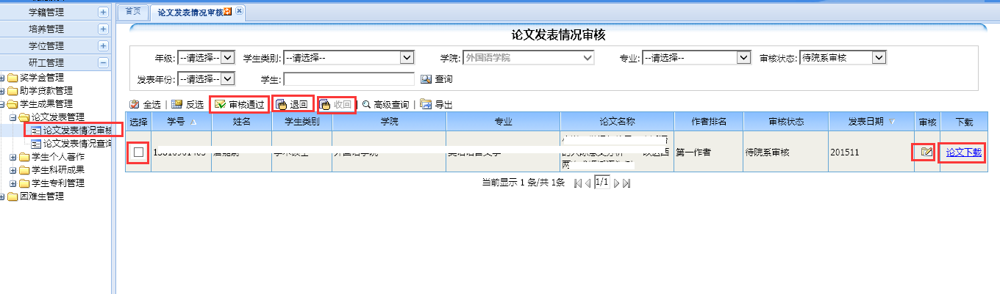 学籍管理
培养管理
学位管理
研工管理
奖学金管理
助学贷款管理
学生成果管理
论文发表管理
论文发表情况审核
论文发表情况查询
学生个人著作
学生科研成果
学生专利管理
困难生管理
首页 论文发表情况审核
论文发表情况审核
年级: --请选择-- 学生类别: --请选择-- 学院: 外国语学院 专业: --请选择-- 审核状态: 待院系审核
发表年份: --请选择-- 学生: 查询
全选 | 反选 审核通过 退回 收回 | 高级查询 | 导出
选择 学号 姓名 学生类别 学院 专业 论文名称 作者排名 审核状态 发表日期 审核 下载
第一作者 待院系审核 201511 论文下载
当前显示 1 条/共 1条 1/1